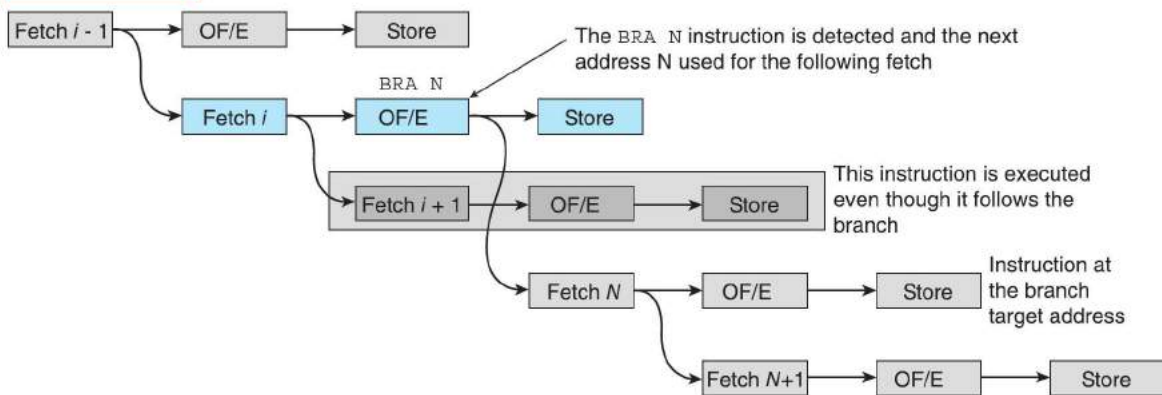 Fetch i - 1 OF/E Store
The BRA N instruction is detected and the next
address N used for the following fetch
BRA N
Fetch i OF/E Store
This instruction is executed
even though it follows the
branch
Fetch i + 1 OF/E Store
Instruction at
the branch
target address
Fetch N OF/E Store
Fetch N+1 OF/E Store